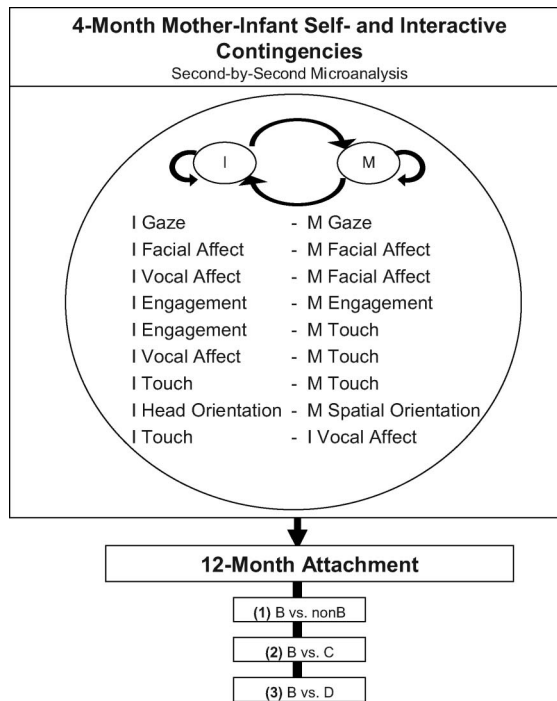 4-Month Mother-Infant Self- and Interactive
Contingencies
Second-by-Second Microanalysis
I M
I Gaze - M Gaze
I Facial Affect - M Facial Affect
I Vocal Affect - M Facial Affect
I Engagement - M Engagement
I Engagement - M Touch
I Vocal Affect - M Touch
I Touch - M Touch
I Head Orientation - M Spatial Orientation
I Touch - I Vocal Affect
12-Month Attachment
(1) B vs. nonB
(2) B vs. C
(3) B vs. D